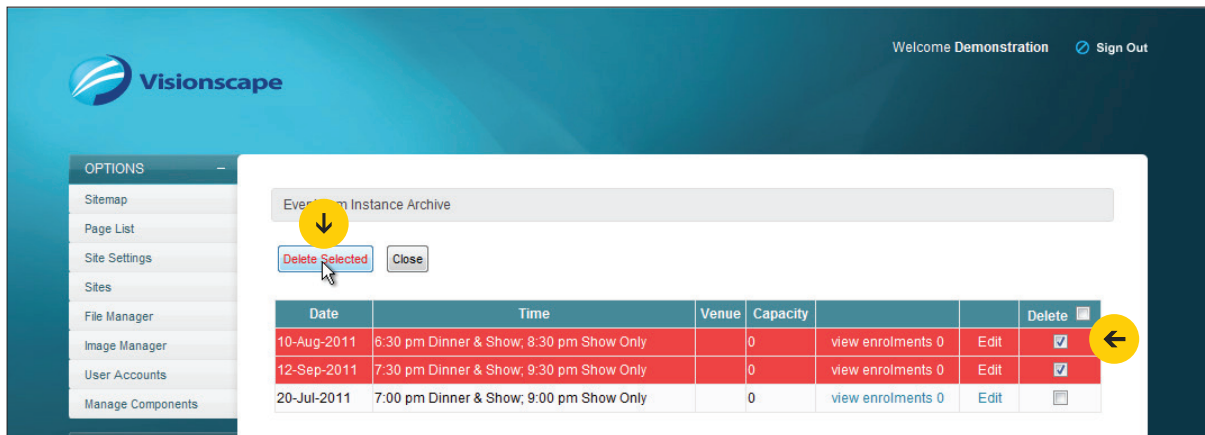 Welcome Demonstration Sign Out
Visionscape
OPTIONS –
Sitemap
Page List
Site Settings
Sites
File Manager
Image Manager
User Accounts
Manage Components
Instance Archive
Delete Selected Close
Date Time Venue Capacity Delete
10-Aug-2011 6:30 pm Dinner & Show; 8:30 pm Show Only 0 view enrolments 0 Edit
12-Sep-2011 7:30 pm Dinner & Show; 9:30 pm Show Only 0 view enrolments 0 Edit
20-Jul-2011 7:00 pm Dinner & Show; 9:00 pm Show Only 0 view enrolments 0 Edit